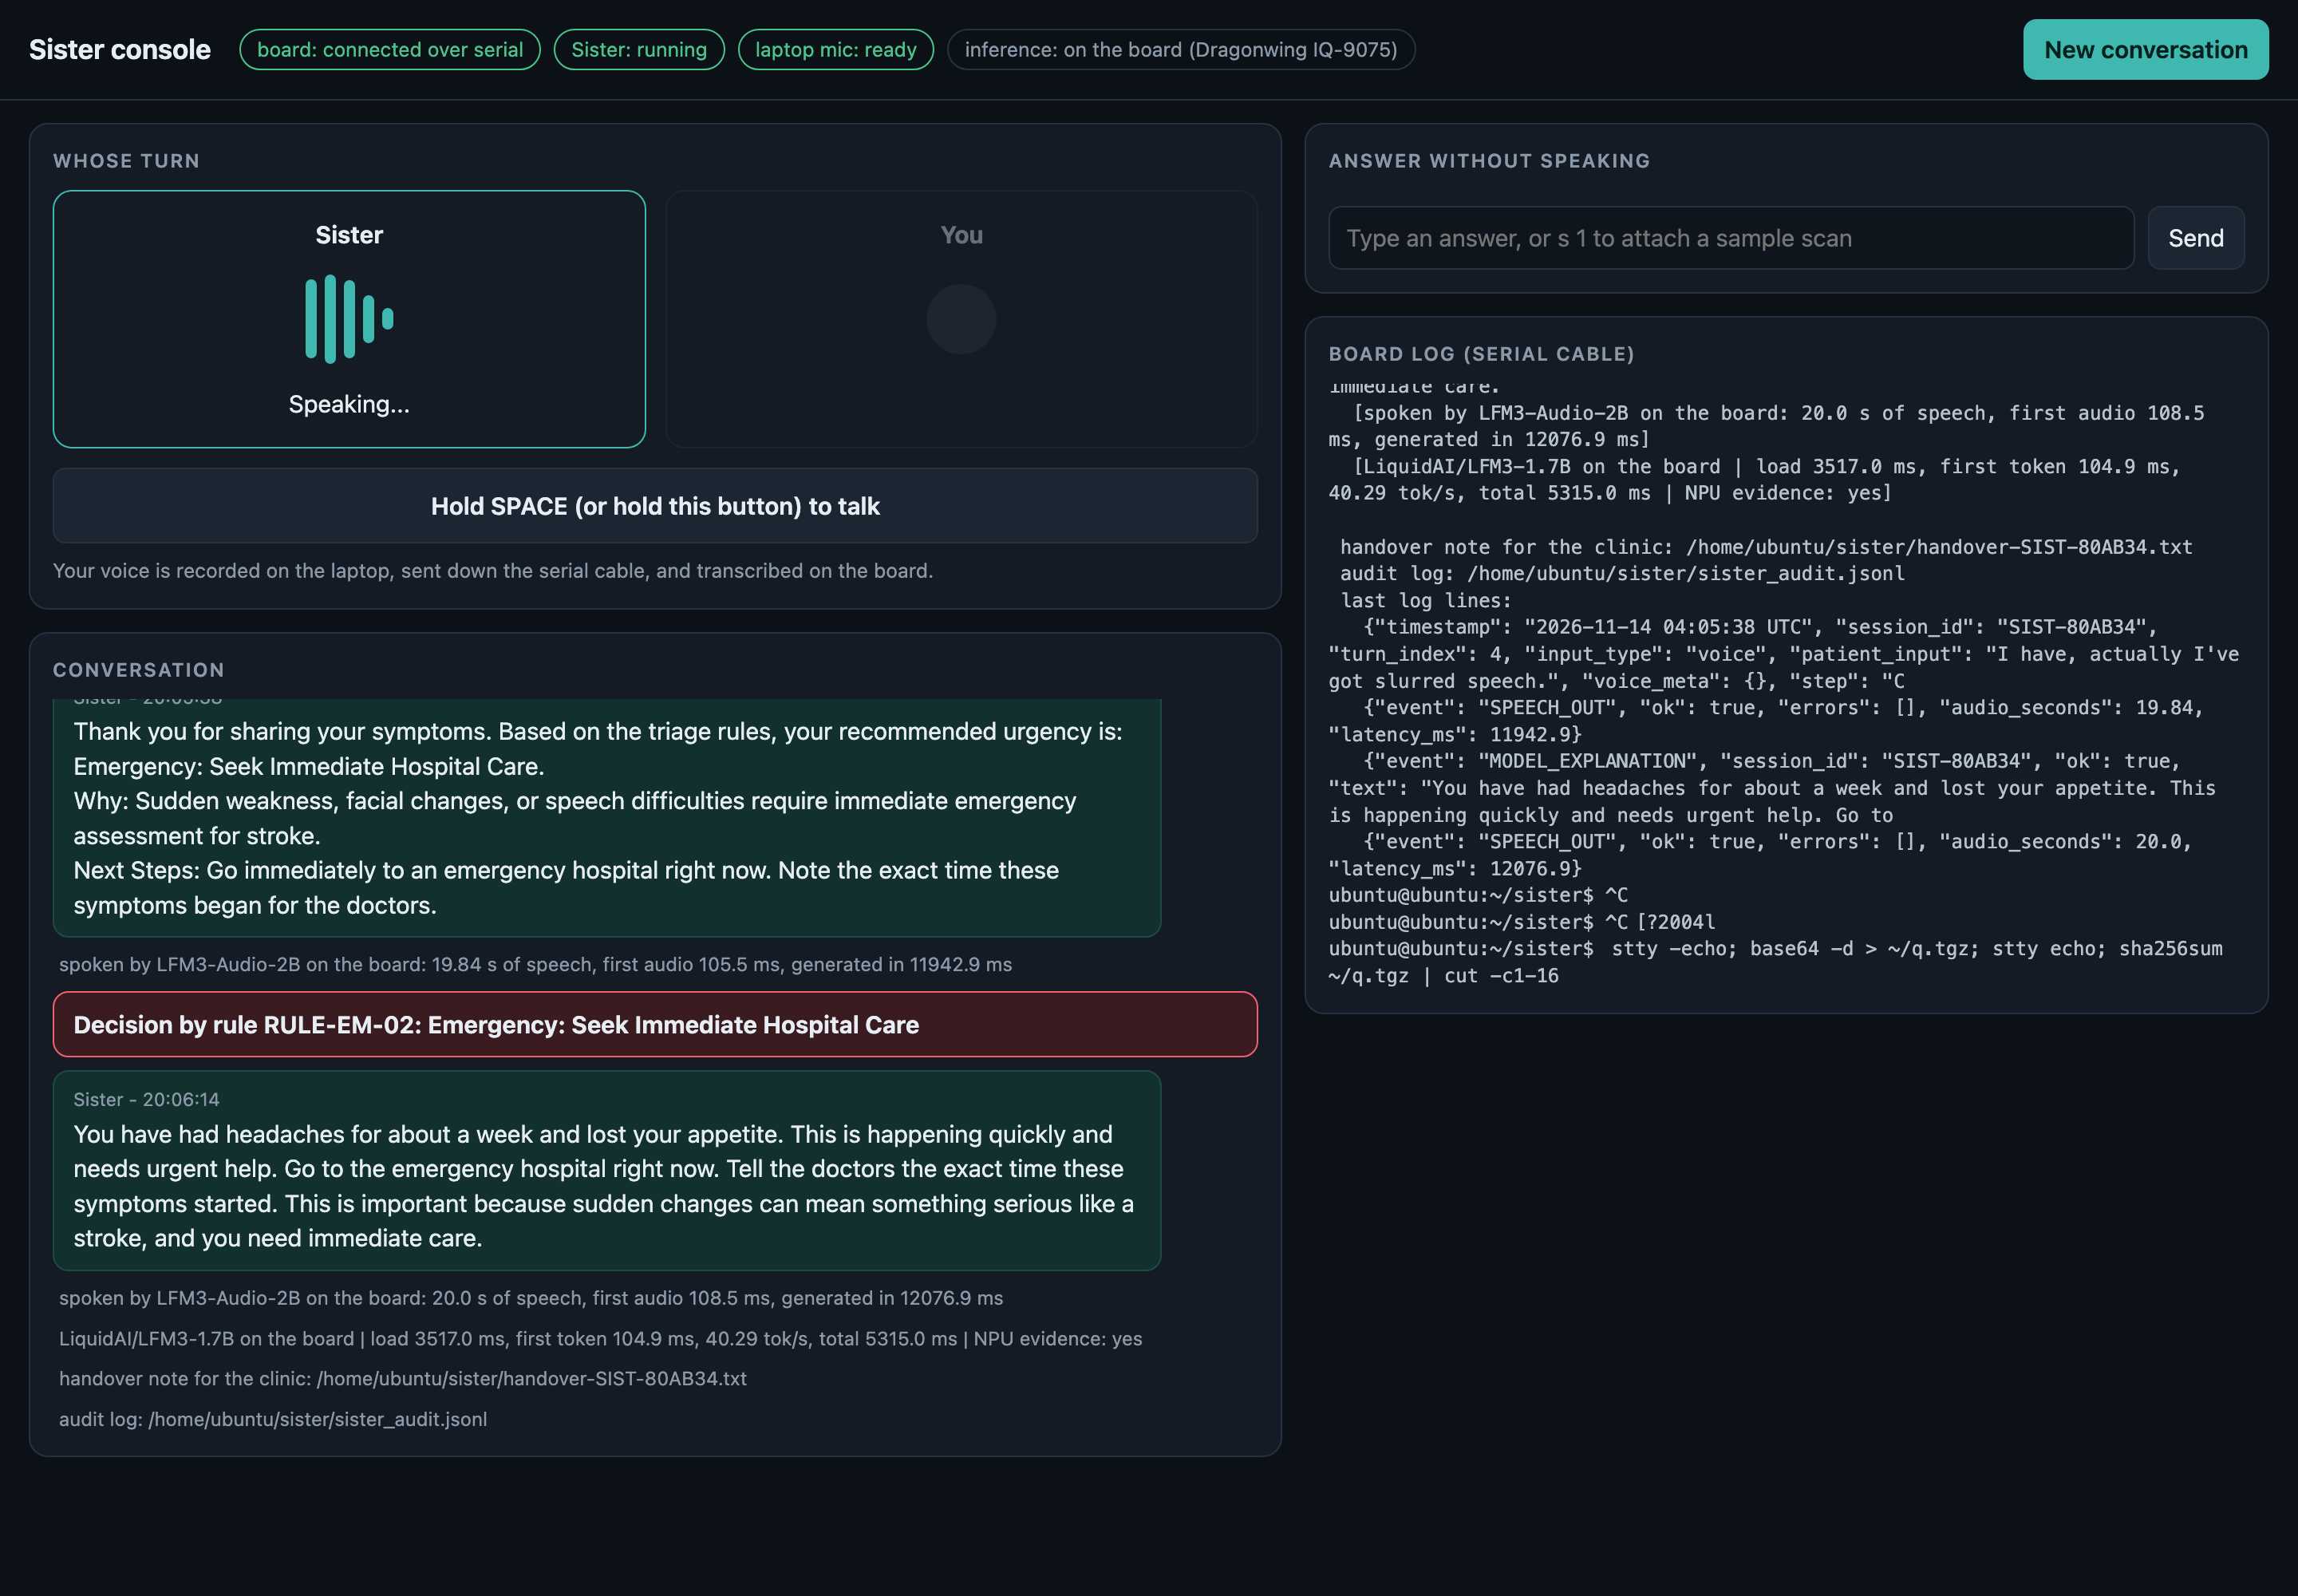 Sister console
board: connected over serial
Sister: running
laptop mic: ready
inference: on the board (Dragonwing IQ-9075)
New conversation
WHOSE TURN
Sister
Speaking...
You
Hold SPACE (or hold this button) to talk
Your voice is recorded on the laptop, sent down the serial cable, and transcribed on the board.
CONVERSATION
Sister - 20:05:38
Thank you for sharing your symptoms. Based on the triage rules, your recommended urgency is:
Emergency: Seek Immediate Hospital Care.
Why: Sudden weakness, facial changes, or speech difficulties require immediate emergency
assessment for stroke.
Next Steps: Go immediately to an emergency hospital right now. Note the exact time these
symptoms began for the doctors.
spoken by LFM3-Audio-2B on the board: 19.84 s of speech, first audio 105.5 ms, generated in 11942.9 ms
Decision by rule RULE-EM-02: Emergency: Seek Immediate Hospital Care
Sister - 20:06:14
You have had headaches for about a week and lost your appetite. This is happening quickly and
needs urgent help. Go to the emergency hospital right now. Tell the doctors the exact time these
symptoms started. This is important because sudden changes can mean something serious like a
stroke, and you need immediate care.
spoken by LFM3-Audio-2B on the board: 20.0 s of speech, first audio 108.5 ms, generated in 12076.9 ms
LiquidAI/LFM3-1.7B on the board | load 3517.0 ms, first token 104.9 ms, 40.29 tok/s, total 5315.0 ms | NPU evidence: yes
handover note for the clinic: /home/ubuntu/sister/handover-SIST-80AB34.txt
audit log: /home/ubuntu/sister/sister_audit.jsonl
ANSWER WITHOUT SPEAKING
Type an answer, or s 1 to attach a sample scan
Send
BOARD LOG (SERIAL CABLE)
immediate care.
[spoken by LFM3-Audio-2B on the board: 20.0 s of speech, first audio 108.5
ms, generated in 12076.9 ms]
[LiquidAI/LFM3-1.7B on the board | load 3517.0 ms, first token 104.9 ms,
40.29 tok/s, total 5315.0 ms | NPU evidence: yes]
handover note for the clinic: /home/ubuntu/sister/handover-SIST-80AB34.txt
audit log: /home/ubuntu/sister/sister_audit.jsonl
last log lines:
{"timestamp": "2026-11-14 04:05:38 UTC", "session_id": "SIST-80AB34",
"turn_index": 4, "input_type": "voice", "patient_input": "I have, actually I've
got slurred speech.", "voice_meta": {}, "step": "C
{"event": "SPEECH_OUT", "ok": true, "errors": [], "audio_seconds": 19.84,
"latency_ms": 11942.9}
{"event": "MODEL_EXPLANATION", "session_id": "SIST-80AB34", "ok": true,
"text": "You have had headaches for about a week and lost your appetite. This
is happening quickly and needs urgent help. Go to
{"event": "SPEECH_OUT", "ok": true, "errors": [], "audio_seconds": 20.0,
"latency_ms": 12076.9}
ubuntu@ubuntu:~/sister$ ^C
ubuntu@ubuntu:~/sister$ ^C [?2004l
ubuntu@ubuntu:~/sister$ stty -echo; base64 -d > ~/q.tgz; stty echo; sha256sum
~/q.tgz | cut -c1-16